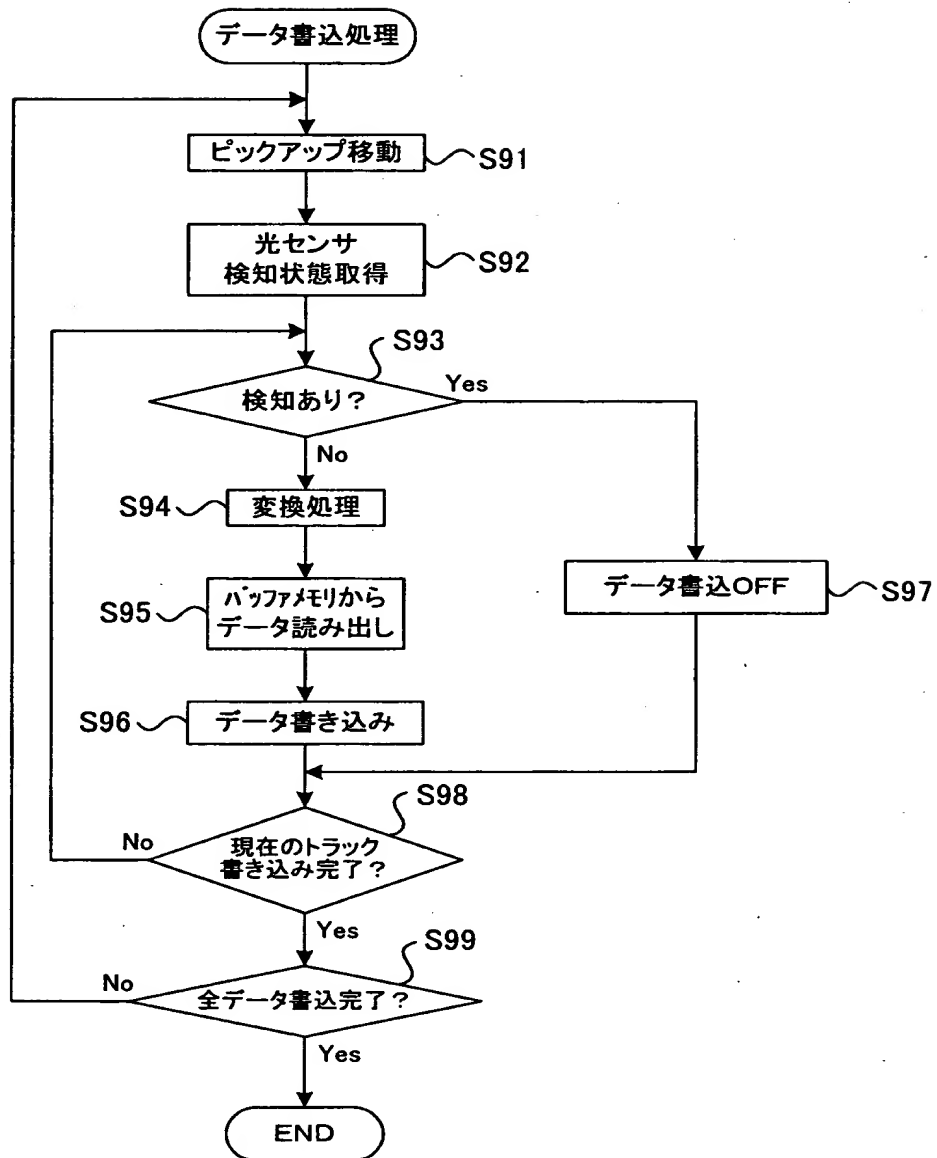 データ書込処理
ピックアップ移動
S91
光センサ
検知状態取得
S92
S93
検知あり？
Yes
No
S94
変換処理
S95
バッファメモリから
データ読み出し
データ書込OFF
S97
S96
データ書き込み
S98
No
現在のトラック
書き込み完了？
Yes
S99
No
全データ書込完了？
Yes
END